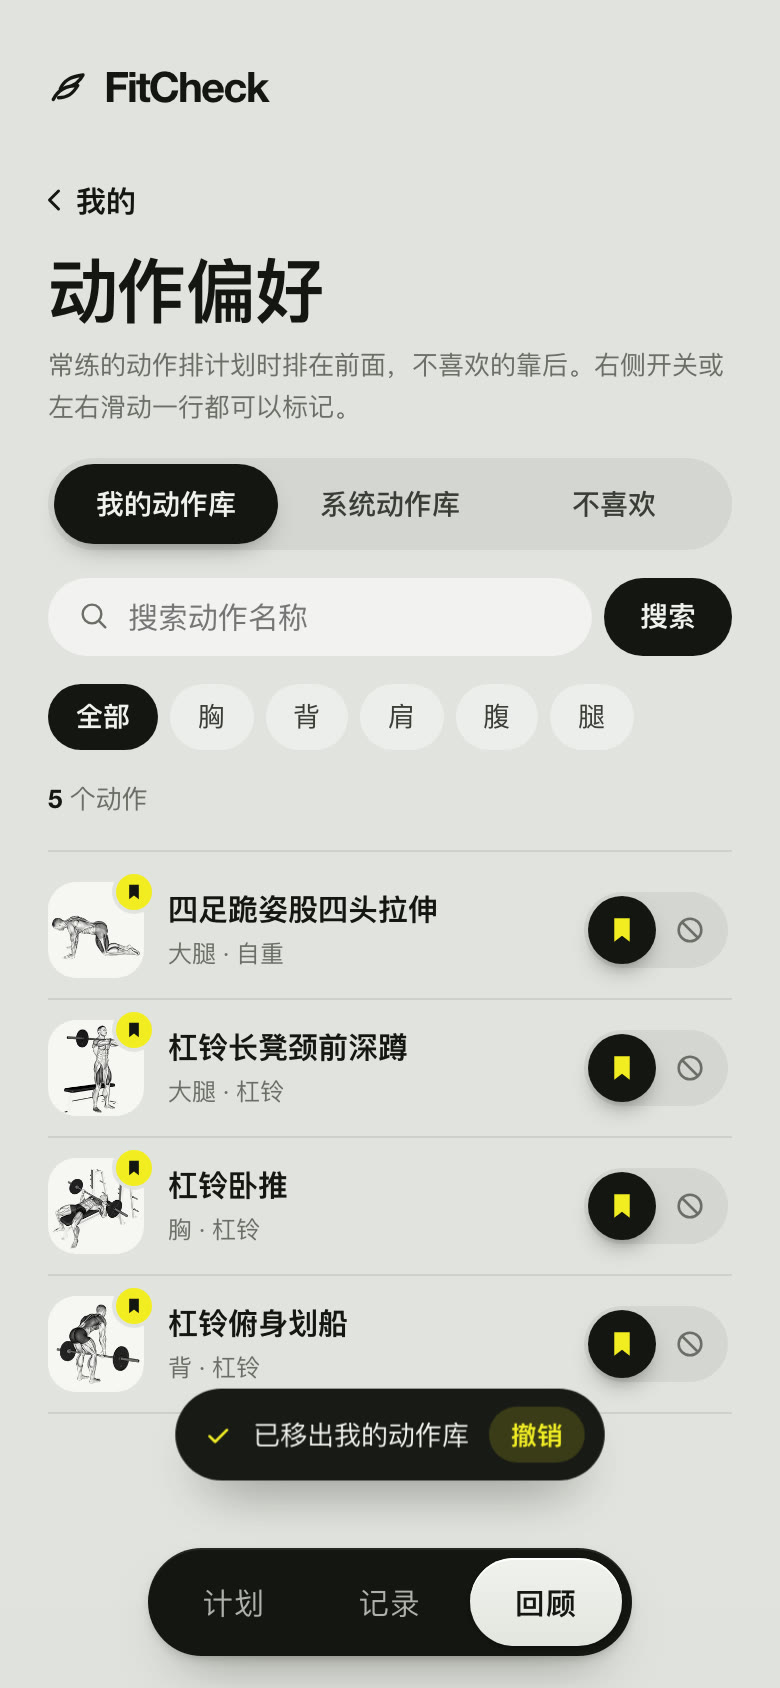 FitCheck
我的
动作偏好
常练的动作排计划时排在前面，不喜欢的靠后。右侧开关或
左右滑动一行都可以标记。
我的动作库 系统动作库 不喜欢
搜索动作名称 搜索
全部 胸 背 肩 腹 腿
5 个动作
四足跪姿股四头拉伸
大腿 · 自重
杠铃长凳颈前深蹲
大腿 · 杠铃
杠铃卧推
胸 · 杠铃
杠铃俯身划船
背 · 杠铃
已移出我的动作库 撤销
计划 记录 回顾